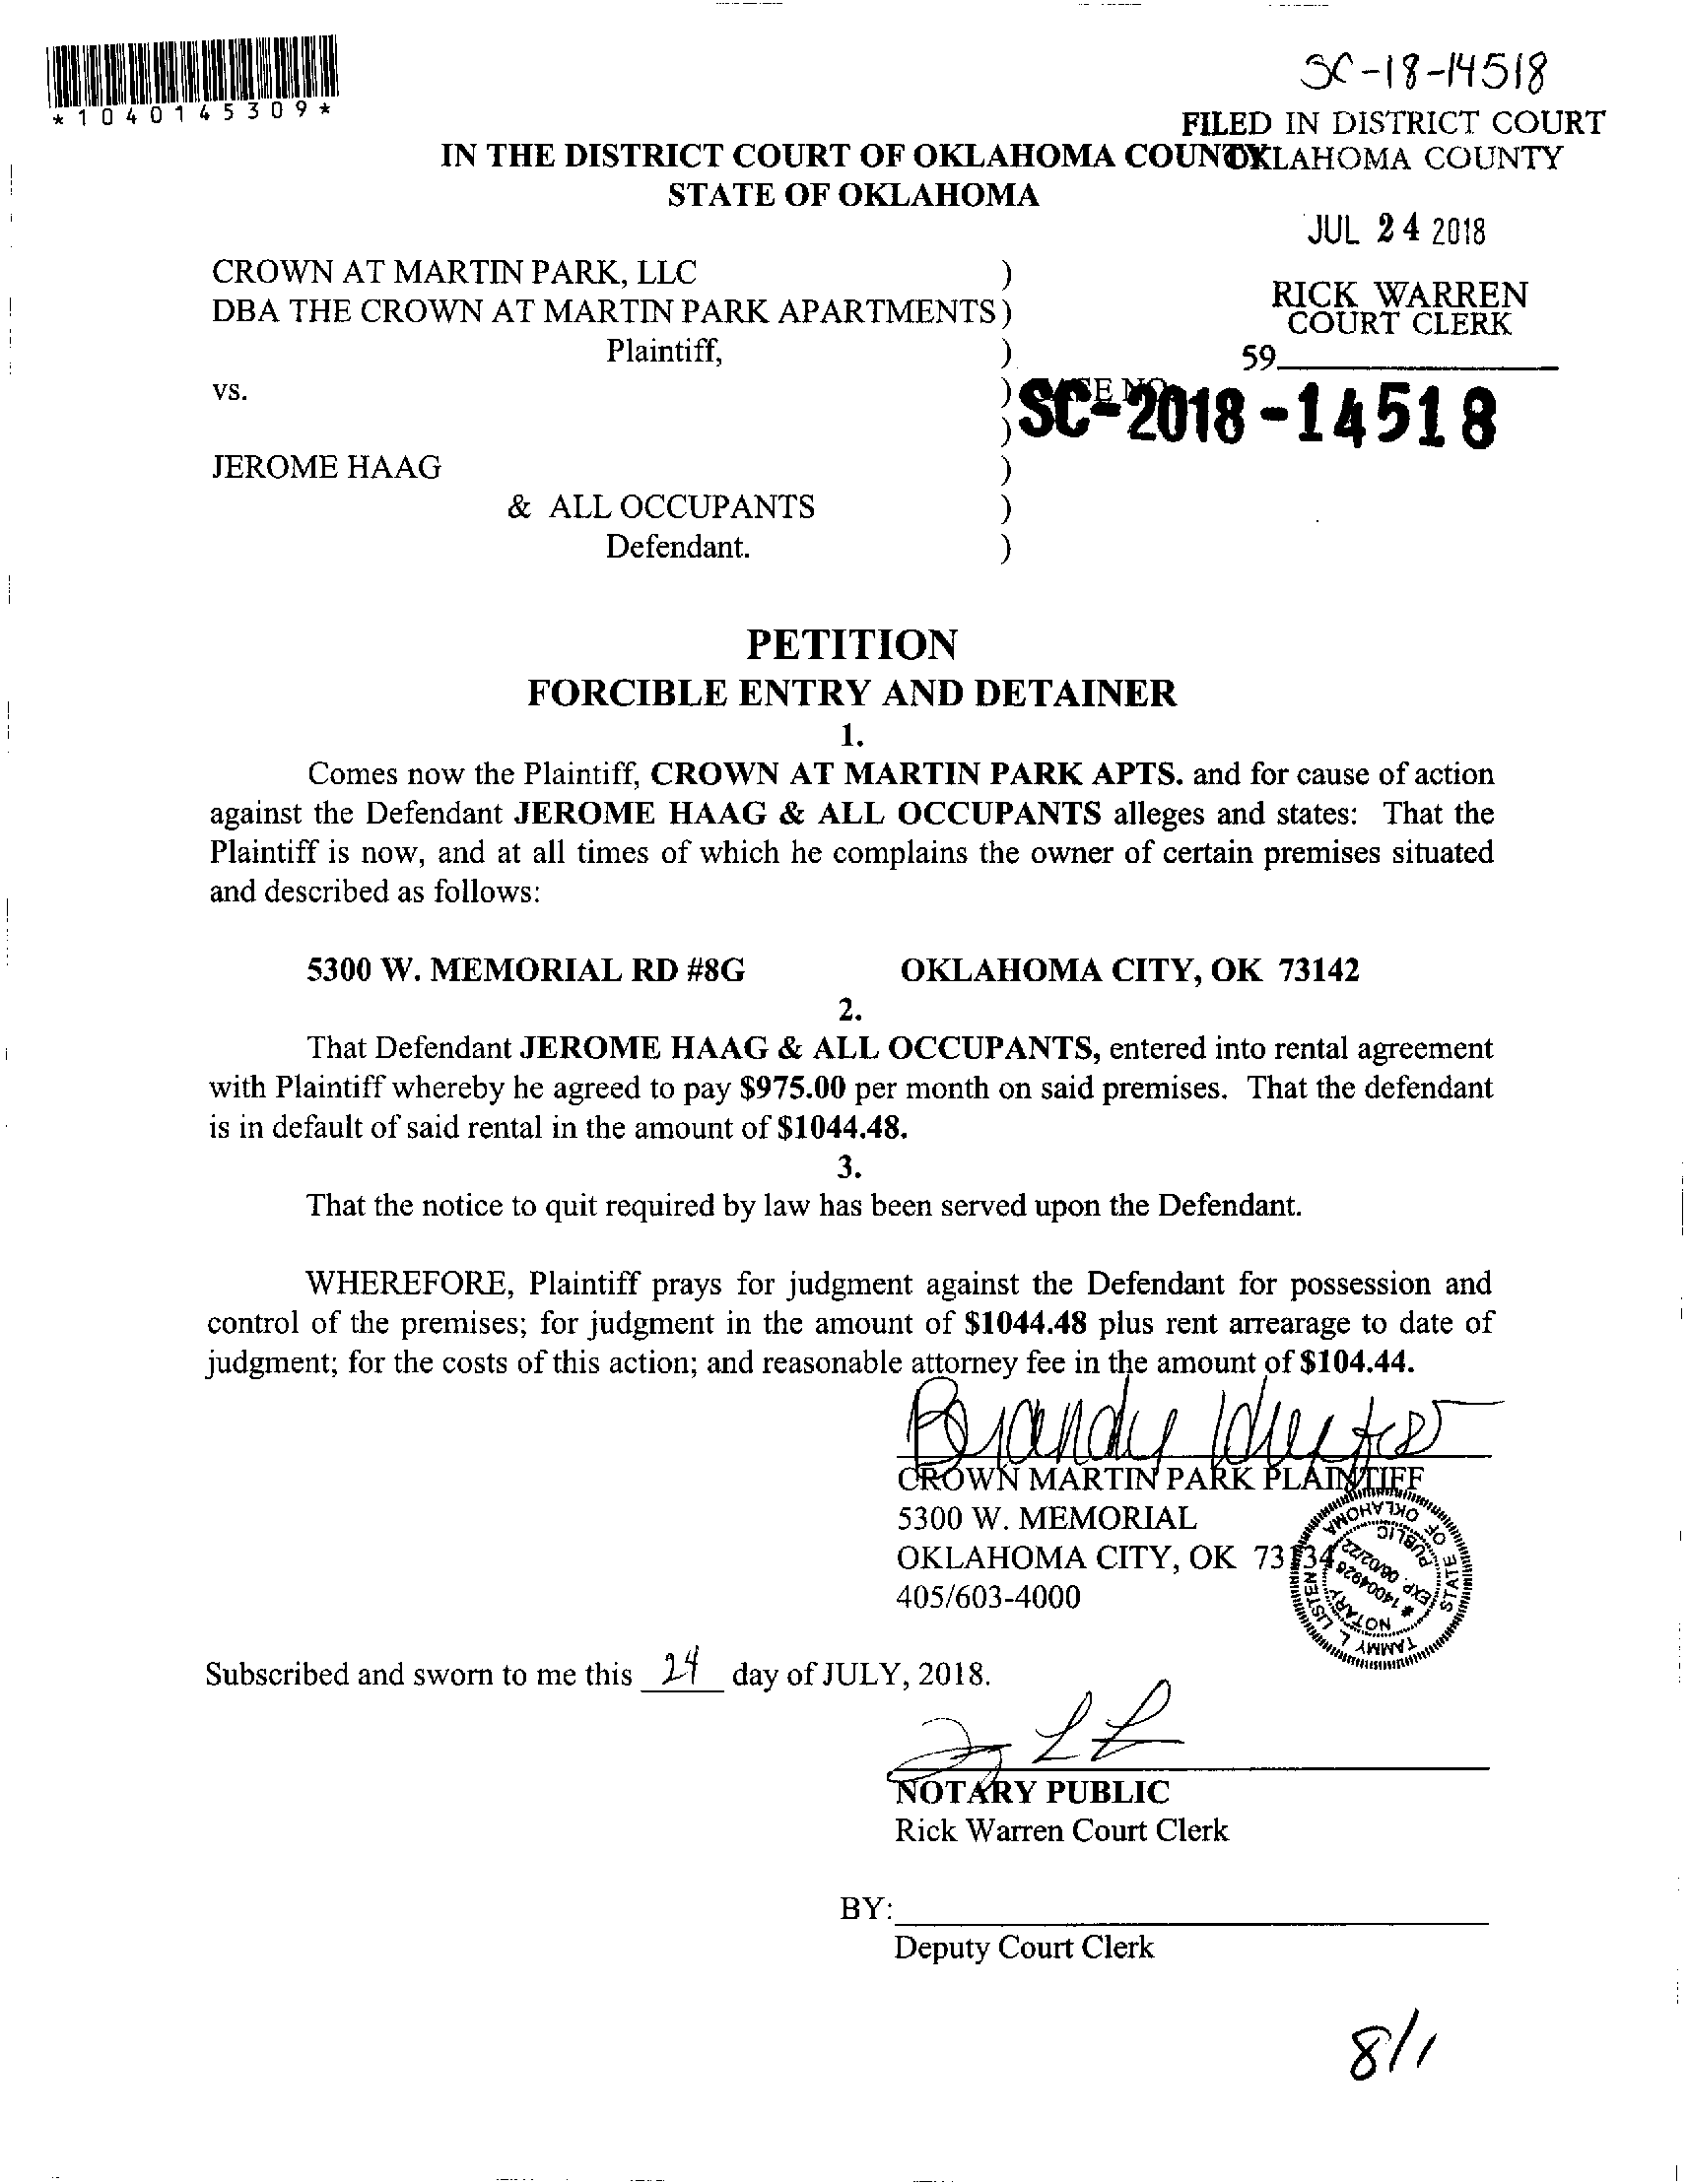 SC-18-14518
*1040145309*
FILED IN DISTRICT COURT
IN THE DISTRICT COURT OF OKLAHOMA COUNTY
OKLAHOMA COUNTY
STATE OF OKLAHOMA
JUL 24 2018
CROWN AT MARTIN PARK, LLC )
DBA THE CROWN AT MARTIN PARK APARTMENTS )
RICK WARREN
COURT CLERK
Plaintiff, )
59
vs. )
SC-2018-14518
)
JEROME HAAG )
& ALL OCCUPANTS )
Defendant. )
PETITION
FORCIBLE ENTRY AND DETAINER
1.
Comes now the Plaintiff, CROWN AT MARTIN PARK APTS. and for cause of action
against the Defendant JEROME HAAG & ALL OCCUPANTS alleges and states: That the
Plaintiff is now, and at all times of which he complains the owner of certain premises situated
and described as follows:
5300 W. MEMORIAL RD #8G OKLAHOMA CITY, OK 73142
2.
That Defendant JEROME HAAG & ALL OCCUPANTS, entered into rental agreement
with Plaintiff whereby he agreed to pay $975.00 per month on said premises. That the defendant
is in default of said rental in the amount of $1044.48.
3.
That the notice to quit required by law has been served upon the Defendant.
WHEREFORE, Plaintiff prays for judgment against the Defendant for possession and
control of the premises; for judgment in the amount of $1044.48 plus rent arrearage to date of
judgment; for the costs of this action; and reasonable attorney fee in the amount of $104.44.
Brandy
CROWN MARTIN PARK PLAINTIFF
5300 W. MEMORIAL
OKLAHOMA CITY, OK 73134
405/603-4000
TAMMY L. LISTEN
STATE OF OKLAHOMA
NOTARY PUBLIC
# 14004926
EXP. 06/02/22
Subscribed and sworn to me this 24 day of JULY, 2018.
NOTARY PUBLIC
Rick Warren Court Clerk
BY:
Deputy Court Clerk
8/1